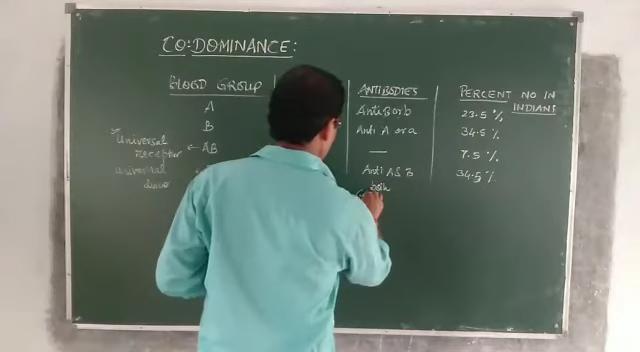 CO:DOMINANCE:
BLOOD GROUP
ANTIBODIES
PERCENT NO IN
INDIANS
A
Anti B or b
23.5 %
B
Anti A or a
34.5 %
Universal
Receptor ← AB
—
7.5 %
Universal
Anti A & B
both
34.5 %